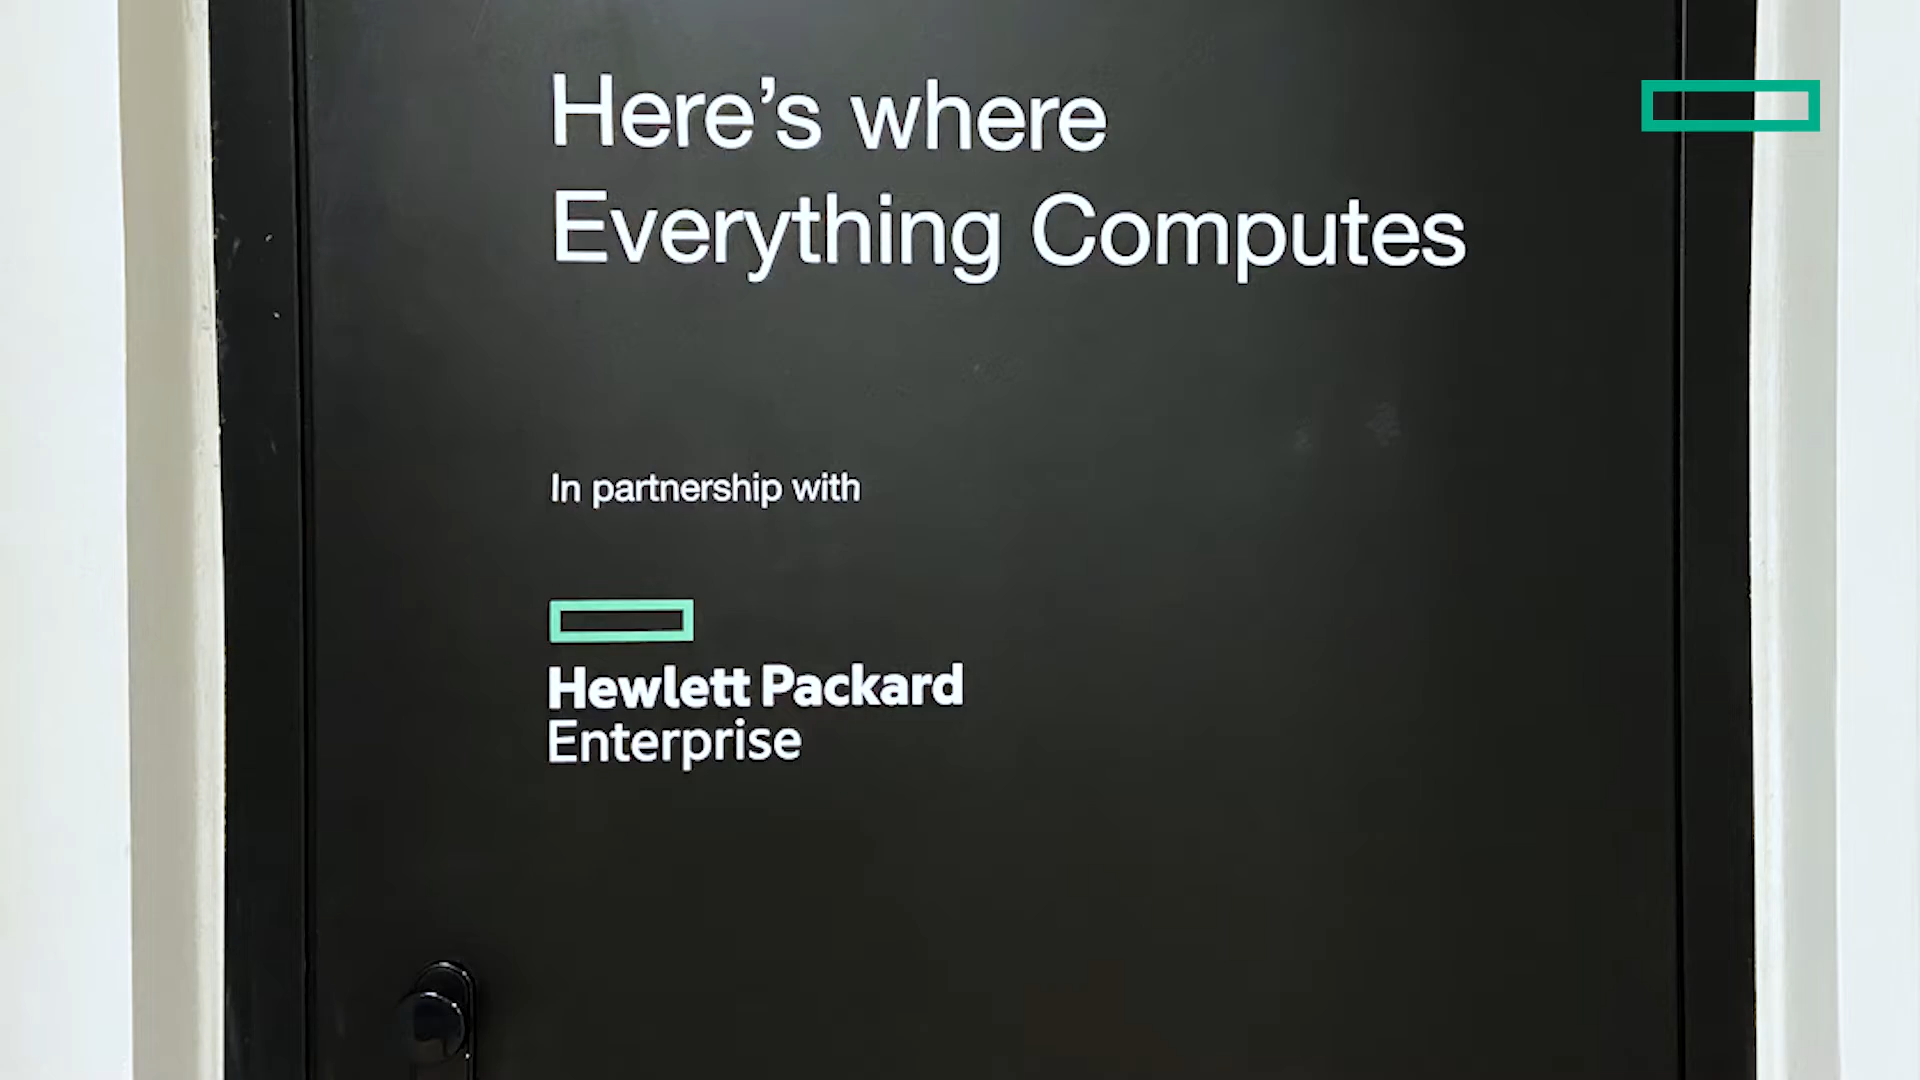 Here’s where
Everything Computes
In partnership with
Hewlett Packard
Enterprise